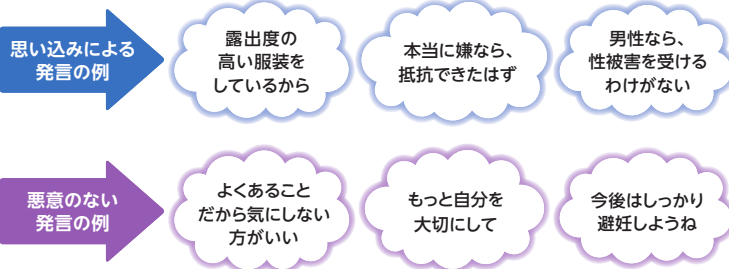 思い込みによる
発言の例
露出度の
高い服装を
しているから
本当に嫌なら、
抵抗できたはず
男性なら、
性被害を受ける
わけがない
悪意のない
発言の例
よくあること
だから気にしない
方がいい
もっと自分を
大切にして
今後はしっかり
避妊しようね